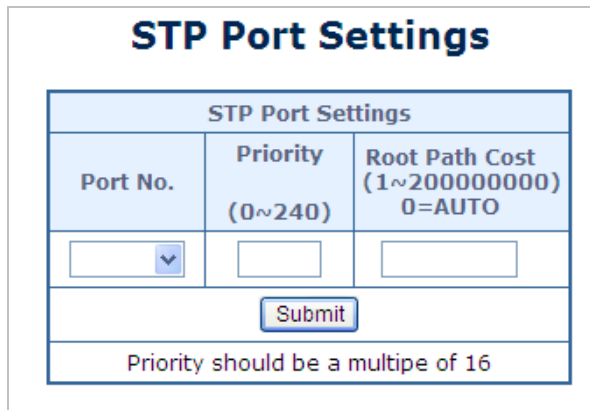 STP Port Settings
STP Port Settings
Port No.
Priority
(0~240)
Root Path Cost
(1~200000000)
0=AUTO
Submit
Priority should be a multipe of 16